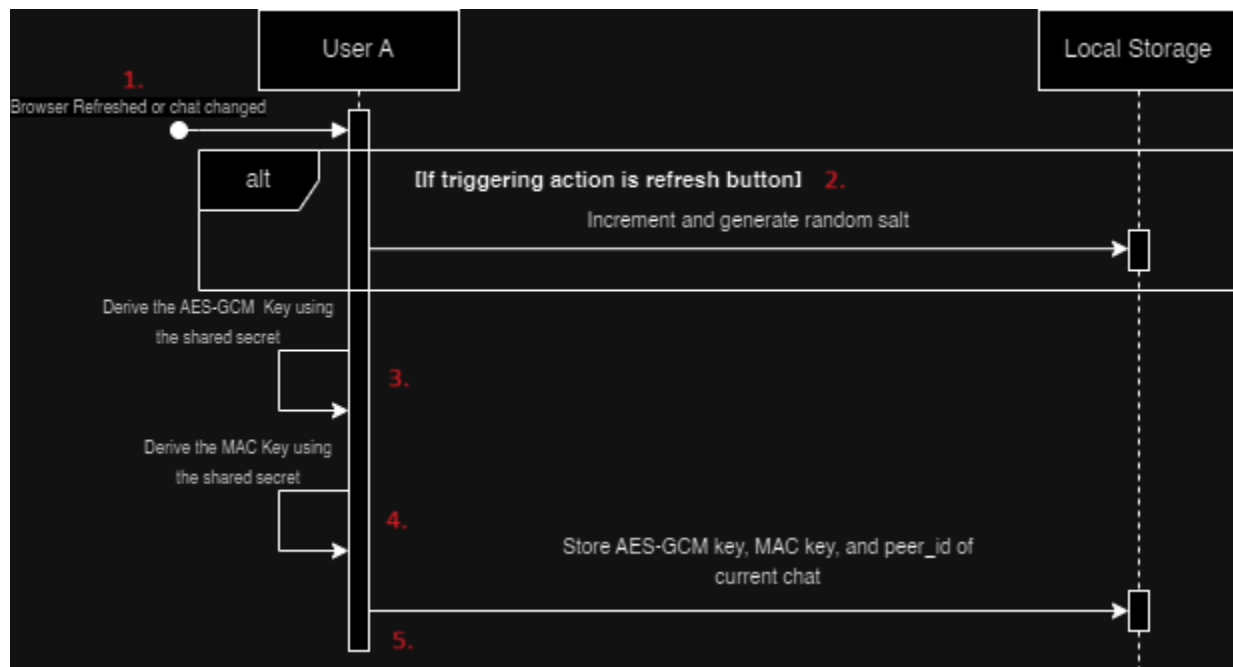 User A
Local Storage
1.
Browser Refreshed or chat changed
alt
[If triggering action is refresh button]
2.
Increment and generate random salt
Derive the AES-GCM Key using
the shared secret
3.
Derive the MAC Key using
the shared secret
4.
Store AES-GCM key, MAC key, and peer_id of
current chat
5.